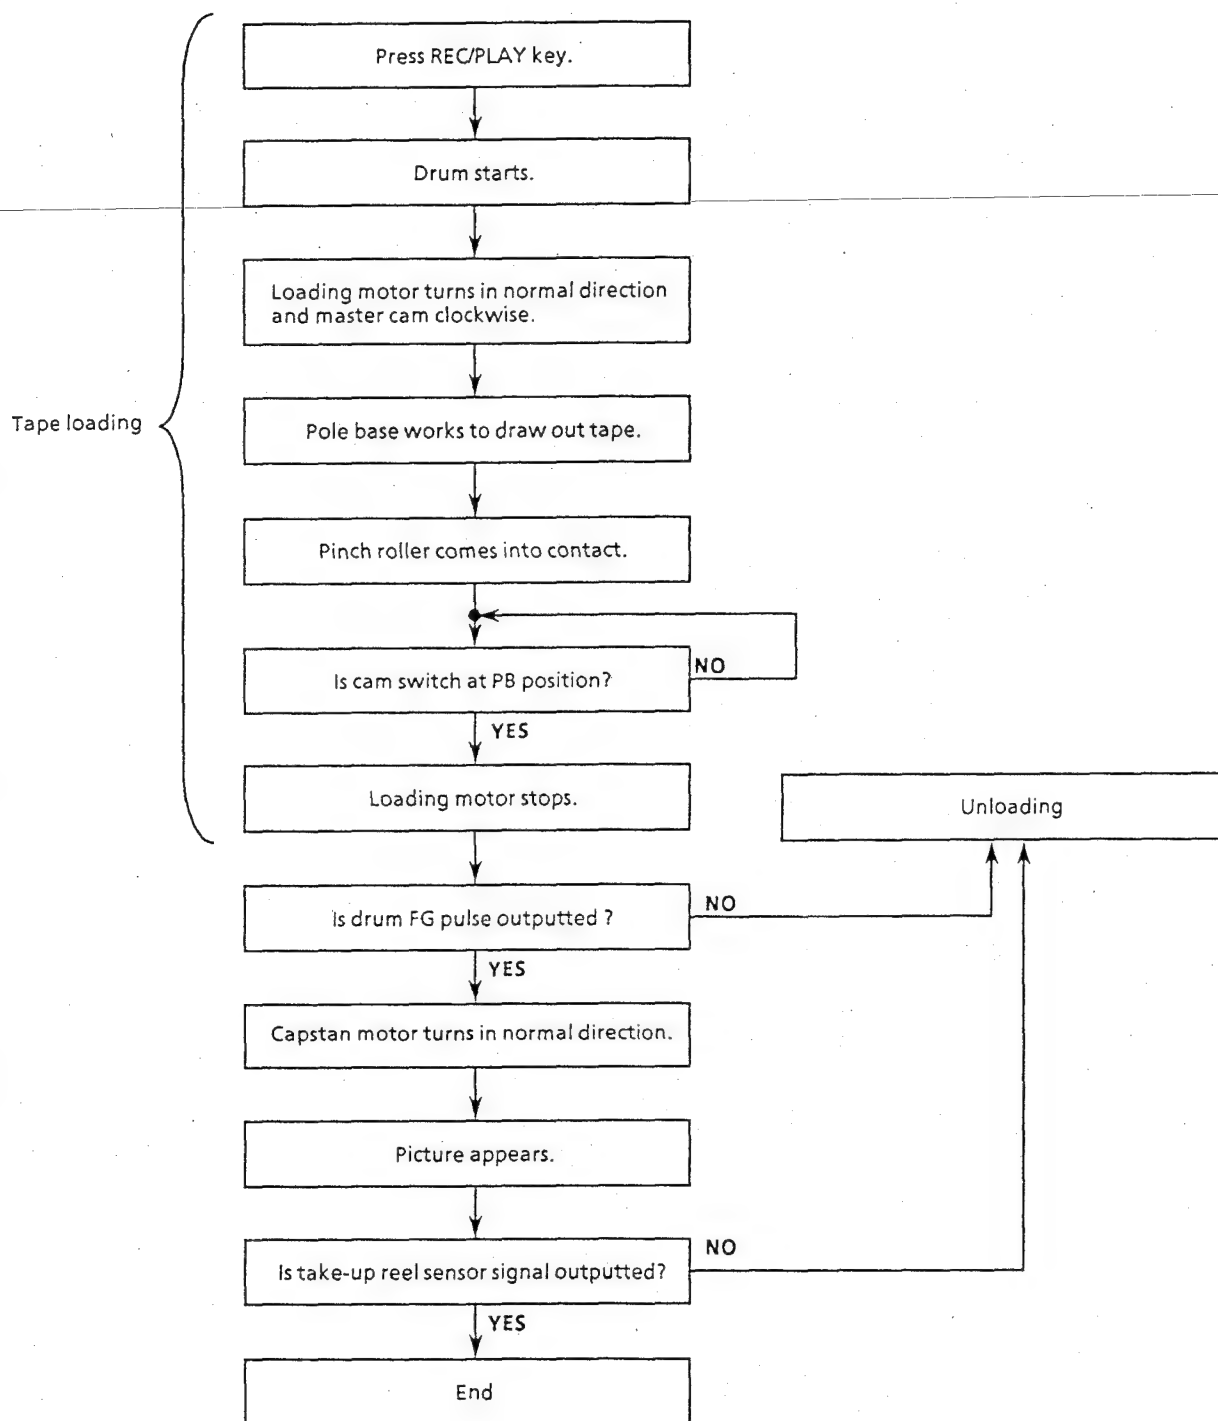 Press REC/PLAY key.
Drum starts.
Loading motor turns in normal direction
and master cam clockwise.
Tape loading
Pole base works to draw out tape.
Pinch roller comes into contact.
Is cam switch at PB position?
NO
YES
Loading motor stops.
Unloading
Is drum FG pulse outputted ?
NO
YES
Capstan motor turns in normal direction.
Picture appears.
Is take-up reel sensor signal outputted?
NO
YES
End